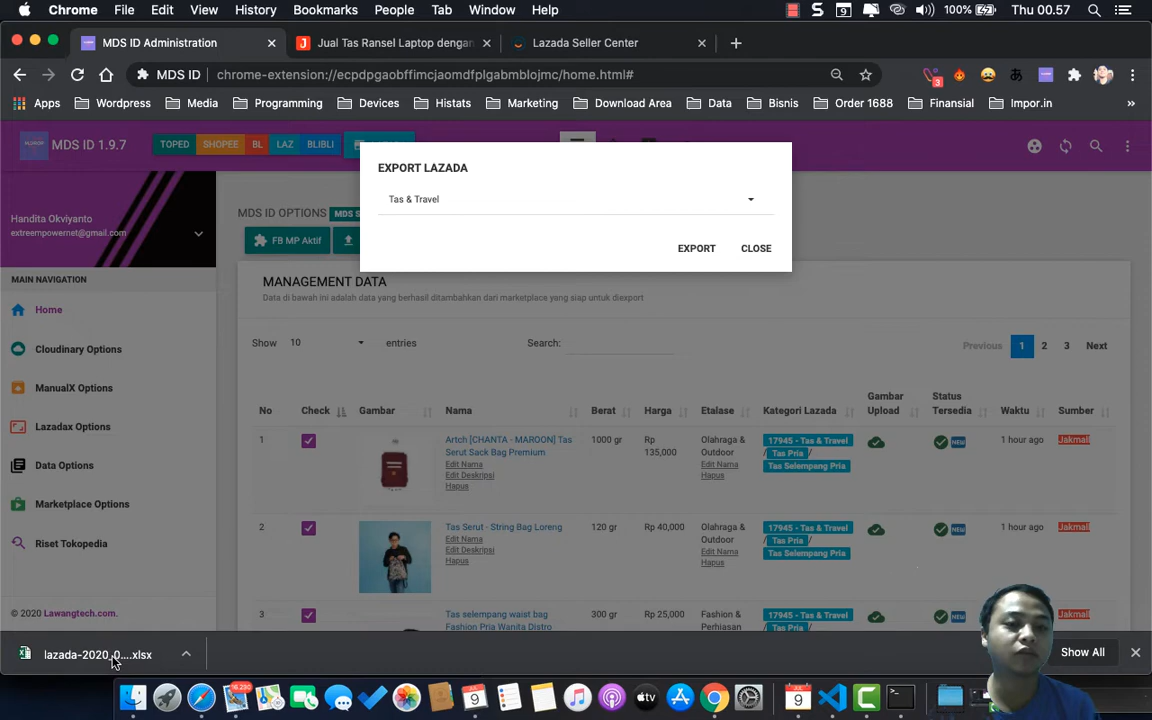 Chrome File Edit View History Bookmarks People Tab Window Help 9 100% Thu 00.57
MDS ID Administration Jual Tas Ransel Laptop dengan Lazada Seller Center
MDS ID chrome-extension://ecpdpgaobffimcjaomdfplgabmblojmc/home.html# 3 あ
Apps Wordpress Media Programming Devices Histats Marketing Download Area Data Bisnis Order 1688 Finansial Impor.in »
MDS ID 1.9.7 TOPED SHOPEE BL LAZ BLIBLI
EXPORT LAZADA
Tas & Travel
EXPORT CLOSE
Handita Okviyanto
extreempowernet@gmail.com
MAIN NAVIGATION
Home
Cloudinary Options
ManualX Options
Lazadax Options
Data Options
Marketplace Options
Riset Tokopedia
© 2020 Lawangtech.com.
MDS ID OPTIONS MDS
FB MP Aktif
MANAGEMENT DATA
Data di bawah ini adalah data yang berhasil ditambahkan dari marketplace yang siap untuk diexport
Show 10 entries Search: Previous 1 2 3 Next
No Check Gambar Nama Berat Harga Etalase Kategori Lazada Gambar Upload Status Tersedia Waktu Sumber
1 Artch [CHANTA - MAROON] Tas Serut Sack Bag Premium
Edit Nama
Edit Deskripsi
Hapus
1000 gr Rp 135,000 Olahraga & Outdoor
Edit Nama
Hapus
17945 - Tas & Travel
/ Tas Pria /
Tas Selempang Pria
NEW 1 hour ago Jakmall
2 Tas Serut - String Bag Loreng
Edit Nama
Edit Deskripsi
Hapus
120 gr Rp 40,000 Olahraga & Outdoor
Edit Nama
Hapus
17945 - Tas & Travel
/ Tas Pria /
Tas Selempang Pria
NEW 1 hour ago Jakmall
3 Tas selempang waist bag
Fashion Pria Wanita Distro
300 gr Rp 25,000 Fashion & Perhiasan
17945 - Tas & Travel
/ Tas Pria /
NEW 1 hour ago Jakmall
lazada-2020_0....xlsx Show All
9 9